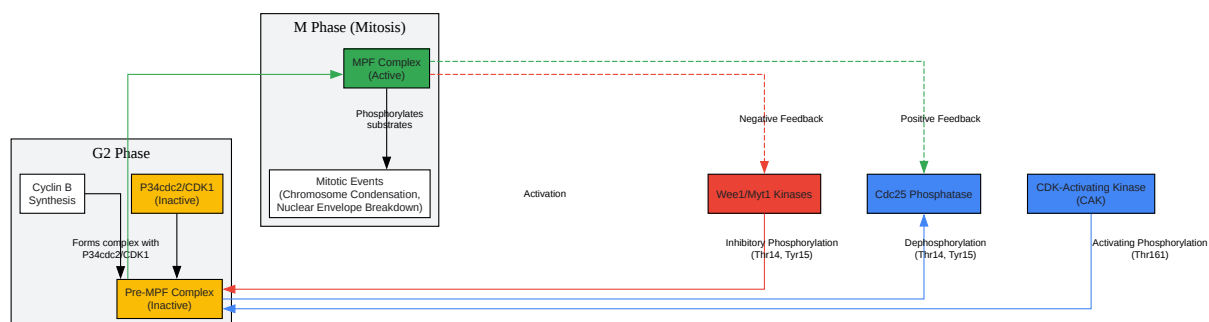 M Phase (Mitosis)
MPF Complex
(Active)
Phosphorylates
substrates
Negative Feedback
Positive Feedback
G2 Phase
Cyclin B
Synthesis
P34cdc2/CDK1
(Inactive)
Mitotic Events
(Chromosome Condensation,
Nuclear Envelope Breakdown)
Activation
Wee1/Myt1 Kinases
Cdc25 Phosphatase
CDK-Activating Kinase
(CAK)
Forms complex with
P34cdc2/CDK1
Inhibitory Phosphorylation
(Thr14, Tyr15)
Dephosphorylation
(Thr14, Tyr15)
Activating Phosphorylation
(Thr161)
Pre-MPF Complex
(Inactive)